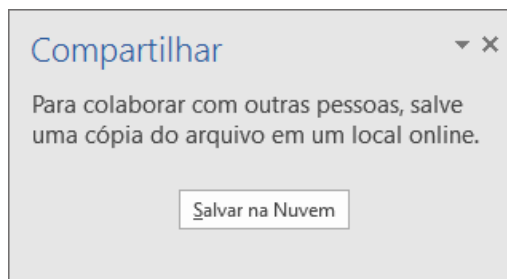 Compartilhar
Para colaborar com outras pessoas, salve
uma cópia do arquivo em um local online.
Salvar na Nuvem